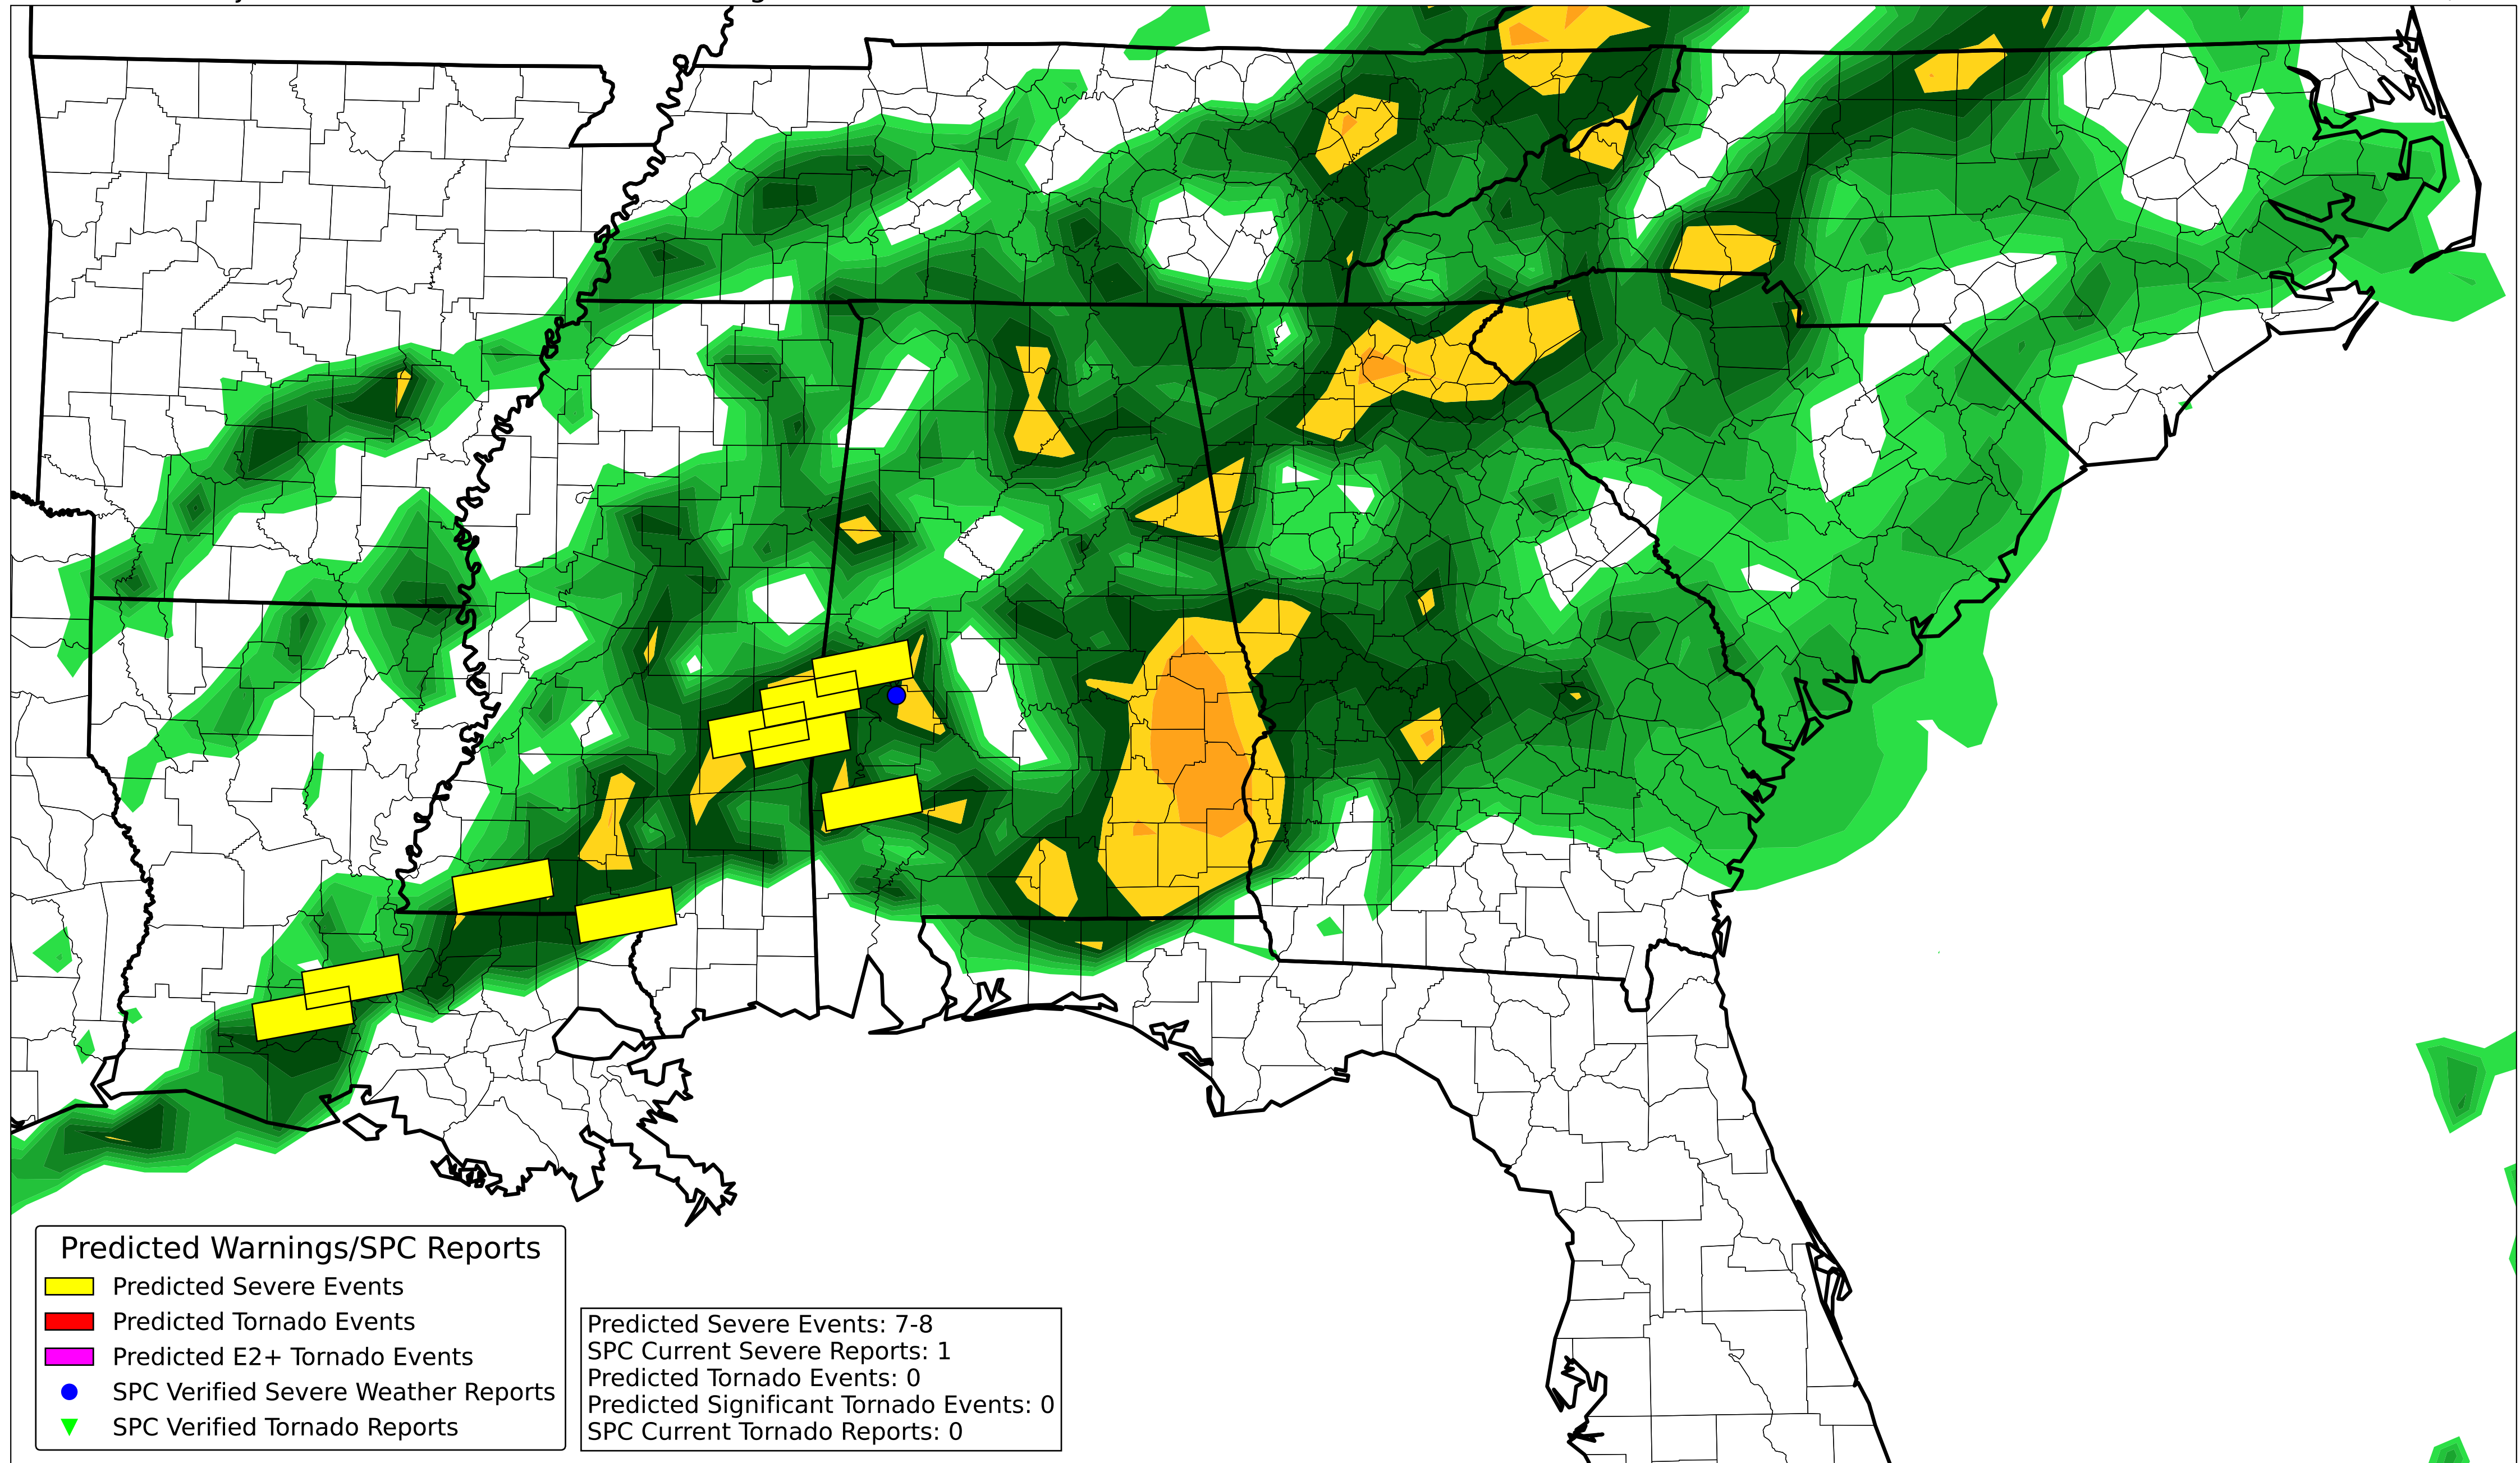 Predicted Warnings/SPC Reports
Predicted Severe Events
Predicted Tornado Events
Predicted E2+ Tornado Events
SPC Verified Severe Weather Reports
SPC Verified Tornado Reports
Predicted Severe Events: 7-8
SPC Current Severe Reports: 1
Predicted Tornado Events: 0
Predicted Significant Tornado Events: 0
SPC Current Tornado Reports: 0